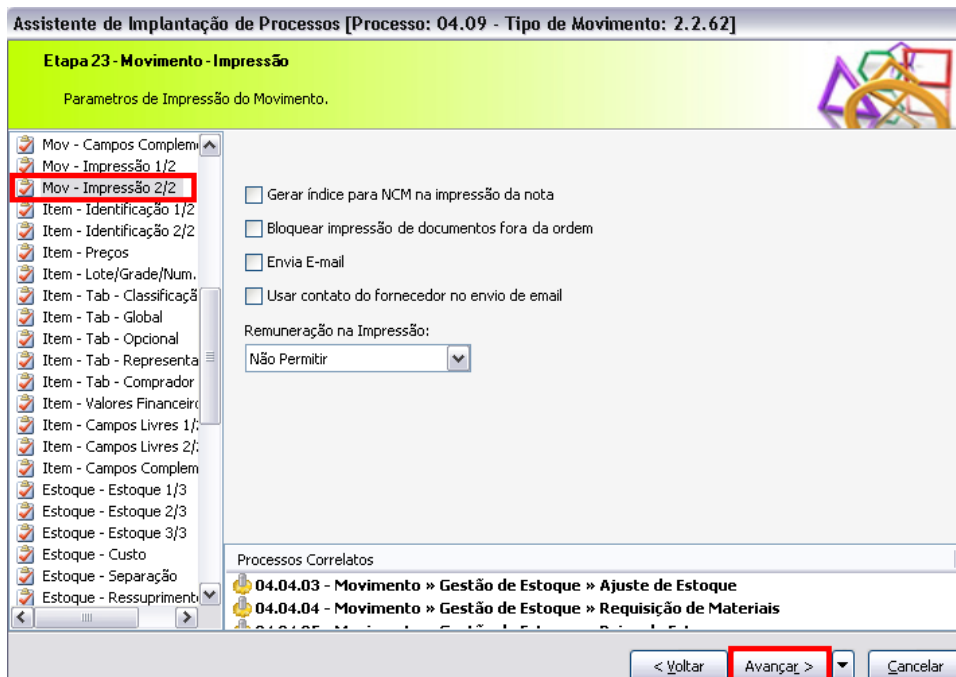 Assistente de Implantação de Processos [Processo: 04.09 - Tipo de Movimento: 2.2.62]
Etapa 23 - Movimento - Impressão
Parametros de Impressão do Movimento.
Mov - Campos Complem
Mov - Impressão 1/2
Mov - Impressão 2/2
Item - Identificação 1/2
Item - Identificação 2/2
Item - Preços
Item - Lote/Grade/Num.
Item - Tab - Classificaçã
Item - Tab - Global
Item - Tab - Opcional
Item - Tab - Representa
Item - Tab - Comprador
Item - Valores Financeiro
Item - Campos Livres 1/
Item - Campos Livres 2/
Item - Campos Complem
Estoque - Estoque 1/3
Estoque - Estoque 2/3
Estoque - Estoque 3/3
Estoque - Custo
Estoque - Separação
Estoque - Ressupriment
Gerar índice para NCM na impressão da nota
Bloquear impressão de documentos fora da ordem
Envia E-mail
Usar contato do fornecedor no envio de email
Remuneração na Impressão:
Não Permitir
Processos Correlatos
04.04.03 - Movimento » Gestão de Estoque » Ajuste de Estoque
04.04.04 - Movimento » Gestão de Estoque » Requisição de Materiais
< Voltar
Avançar >
Cancelar